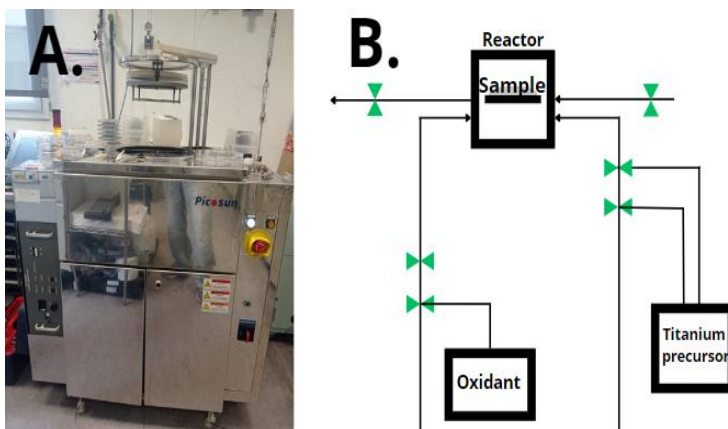 A.
Picosun
B.
Reactor
Sample
Oxidant
Titanium
precursor